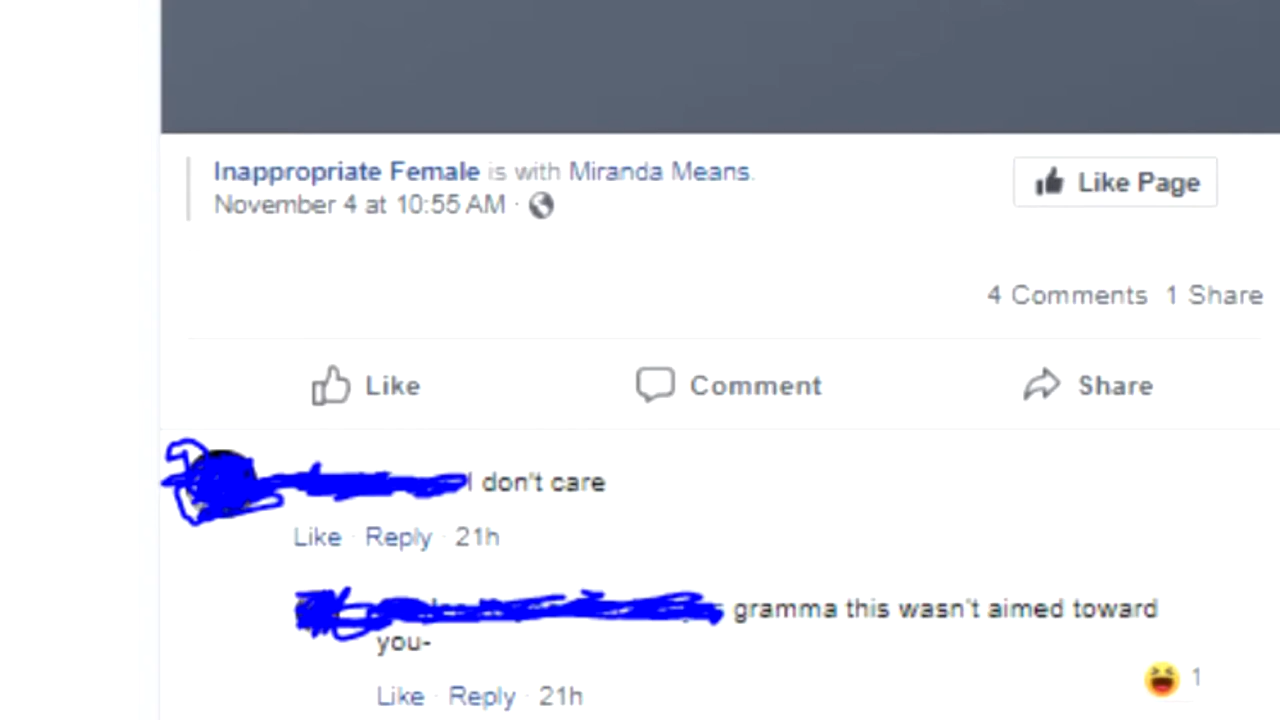 Inappropriate Female is with Miranda Means.
November 4 at 10:55 AM ·
Like Page
4 Comments 1 Share
Like Comment Share
I don't care
Like · Reply · 21h
gramma this wasn't aimed toward
you-
1
Like · Reply · 21h